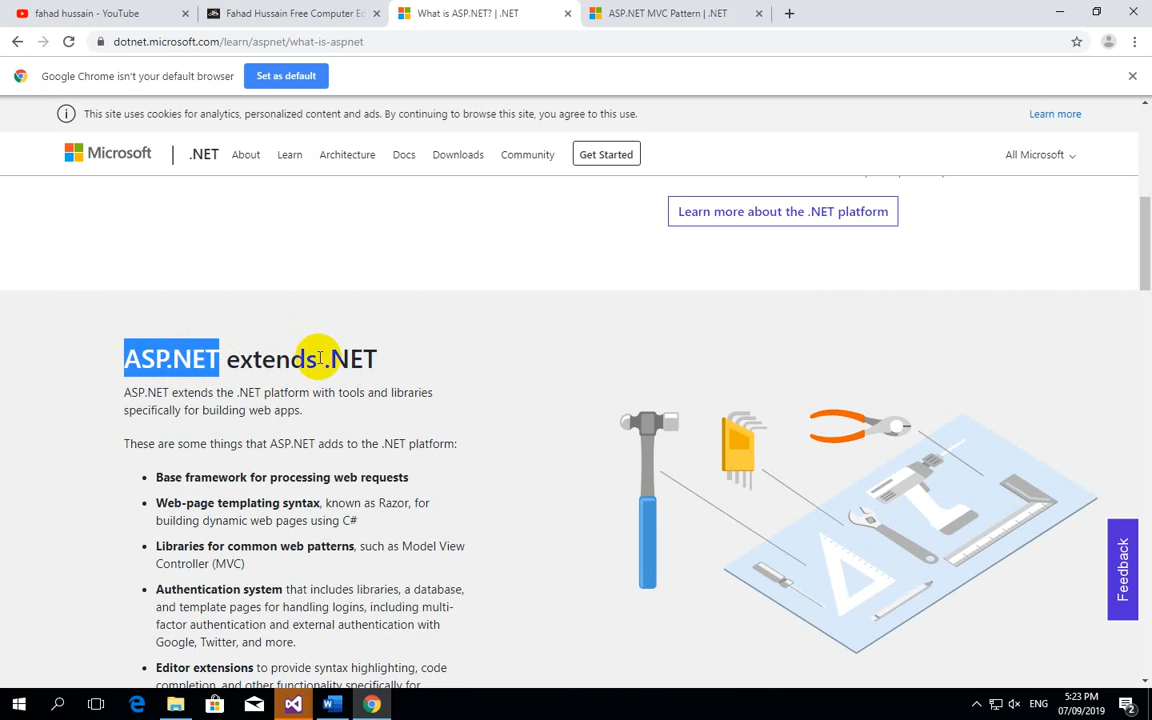 fahad hussain - YouTube
Fahad Hussain Free Computer Ed
What is ASP.NET? | .NET
ASP.NET MVC Pattern | .NET
dotnet.microsoft.com/learn/aspnet/what-is-aspnet
Google Chrome isn't your default browser
Set as default
This site uses cookies for analytics, personalized content and ads. By continuing to browse this site, you agree to this use.
Learn more
Microsoft
.NET
About
Learn
Architecture
Docs
Downloads
Community
Get Started
All Microsoft
Learn more about the .NET platform
ASP.NET extends .NET
ASP.NET extends the .NET platform with tools and libraries
specifically for building web apps.
These are some things that ASP.NET adds to the .NET platform:
• Base framework for processing web requests
• Web-page templating syntax, known as Razor, for
building dynamic web pages using C#
• Libraries for common web patterns, such as Model View
Controller (MVC)
• Authentication system that includes libraries, a database,
and template pages for handling logins, including multi-
factor authentication and external authentication with
Google, Twitter, and more.
• Editor extensions to provide syntax highlighting, code
completion, and other functionality specifically for
Feedback
ENG
5:23 PM
07/09/2019
2